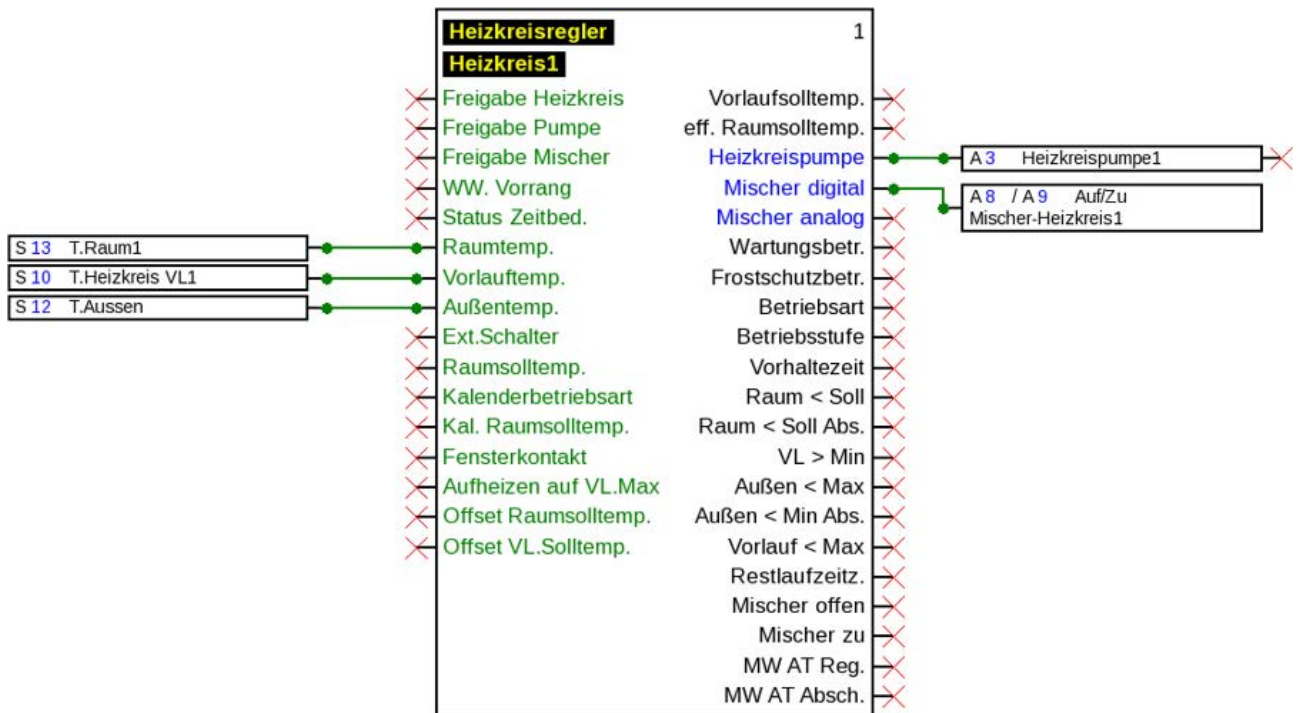 Heizkreisregler 1
Heizkreis1
Freigabe Heizkreis Vorlaufsolltemp.
Freigabe Pumpe eff. Raumsolltemp.
Freigabe Mischer Heizkreispumpe A 3 Heizkreispumpe1
WW. Vorrang Mischer digital A 8 / A 9 Auf/Zu
Status Zeitbed. Mischer analog Mischer-Heizkreis1
S 13 T.Raum1 Raumtemp. Wartungsbetr.
S 10 T.Heizkreis VL1 Vorlauftemp. Frostschutzbetr.
S 12 T.Aussen Außentemp. Betriebsart
Ext.Schalter Betriebsstufe
Raumsolltemp. Vorhaltezeit
Kalenderbetriebsart Raum < Soll
Kal. Raumsolltemp. Raum < Soll Abs.
Fensterkontakt VL > Min
Aufheizen auf VL.Max Außen < Max
Offset Raumsolltemp. Außen < Min Abs.
Offset VL.Solltemp. Vorlauf < Max
Restlaufzeitz.
Mischer offen
Mischer zu
MW AT Reg.
MW AT Absch.